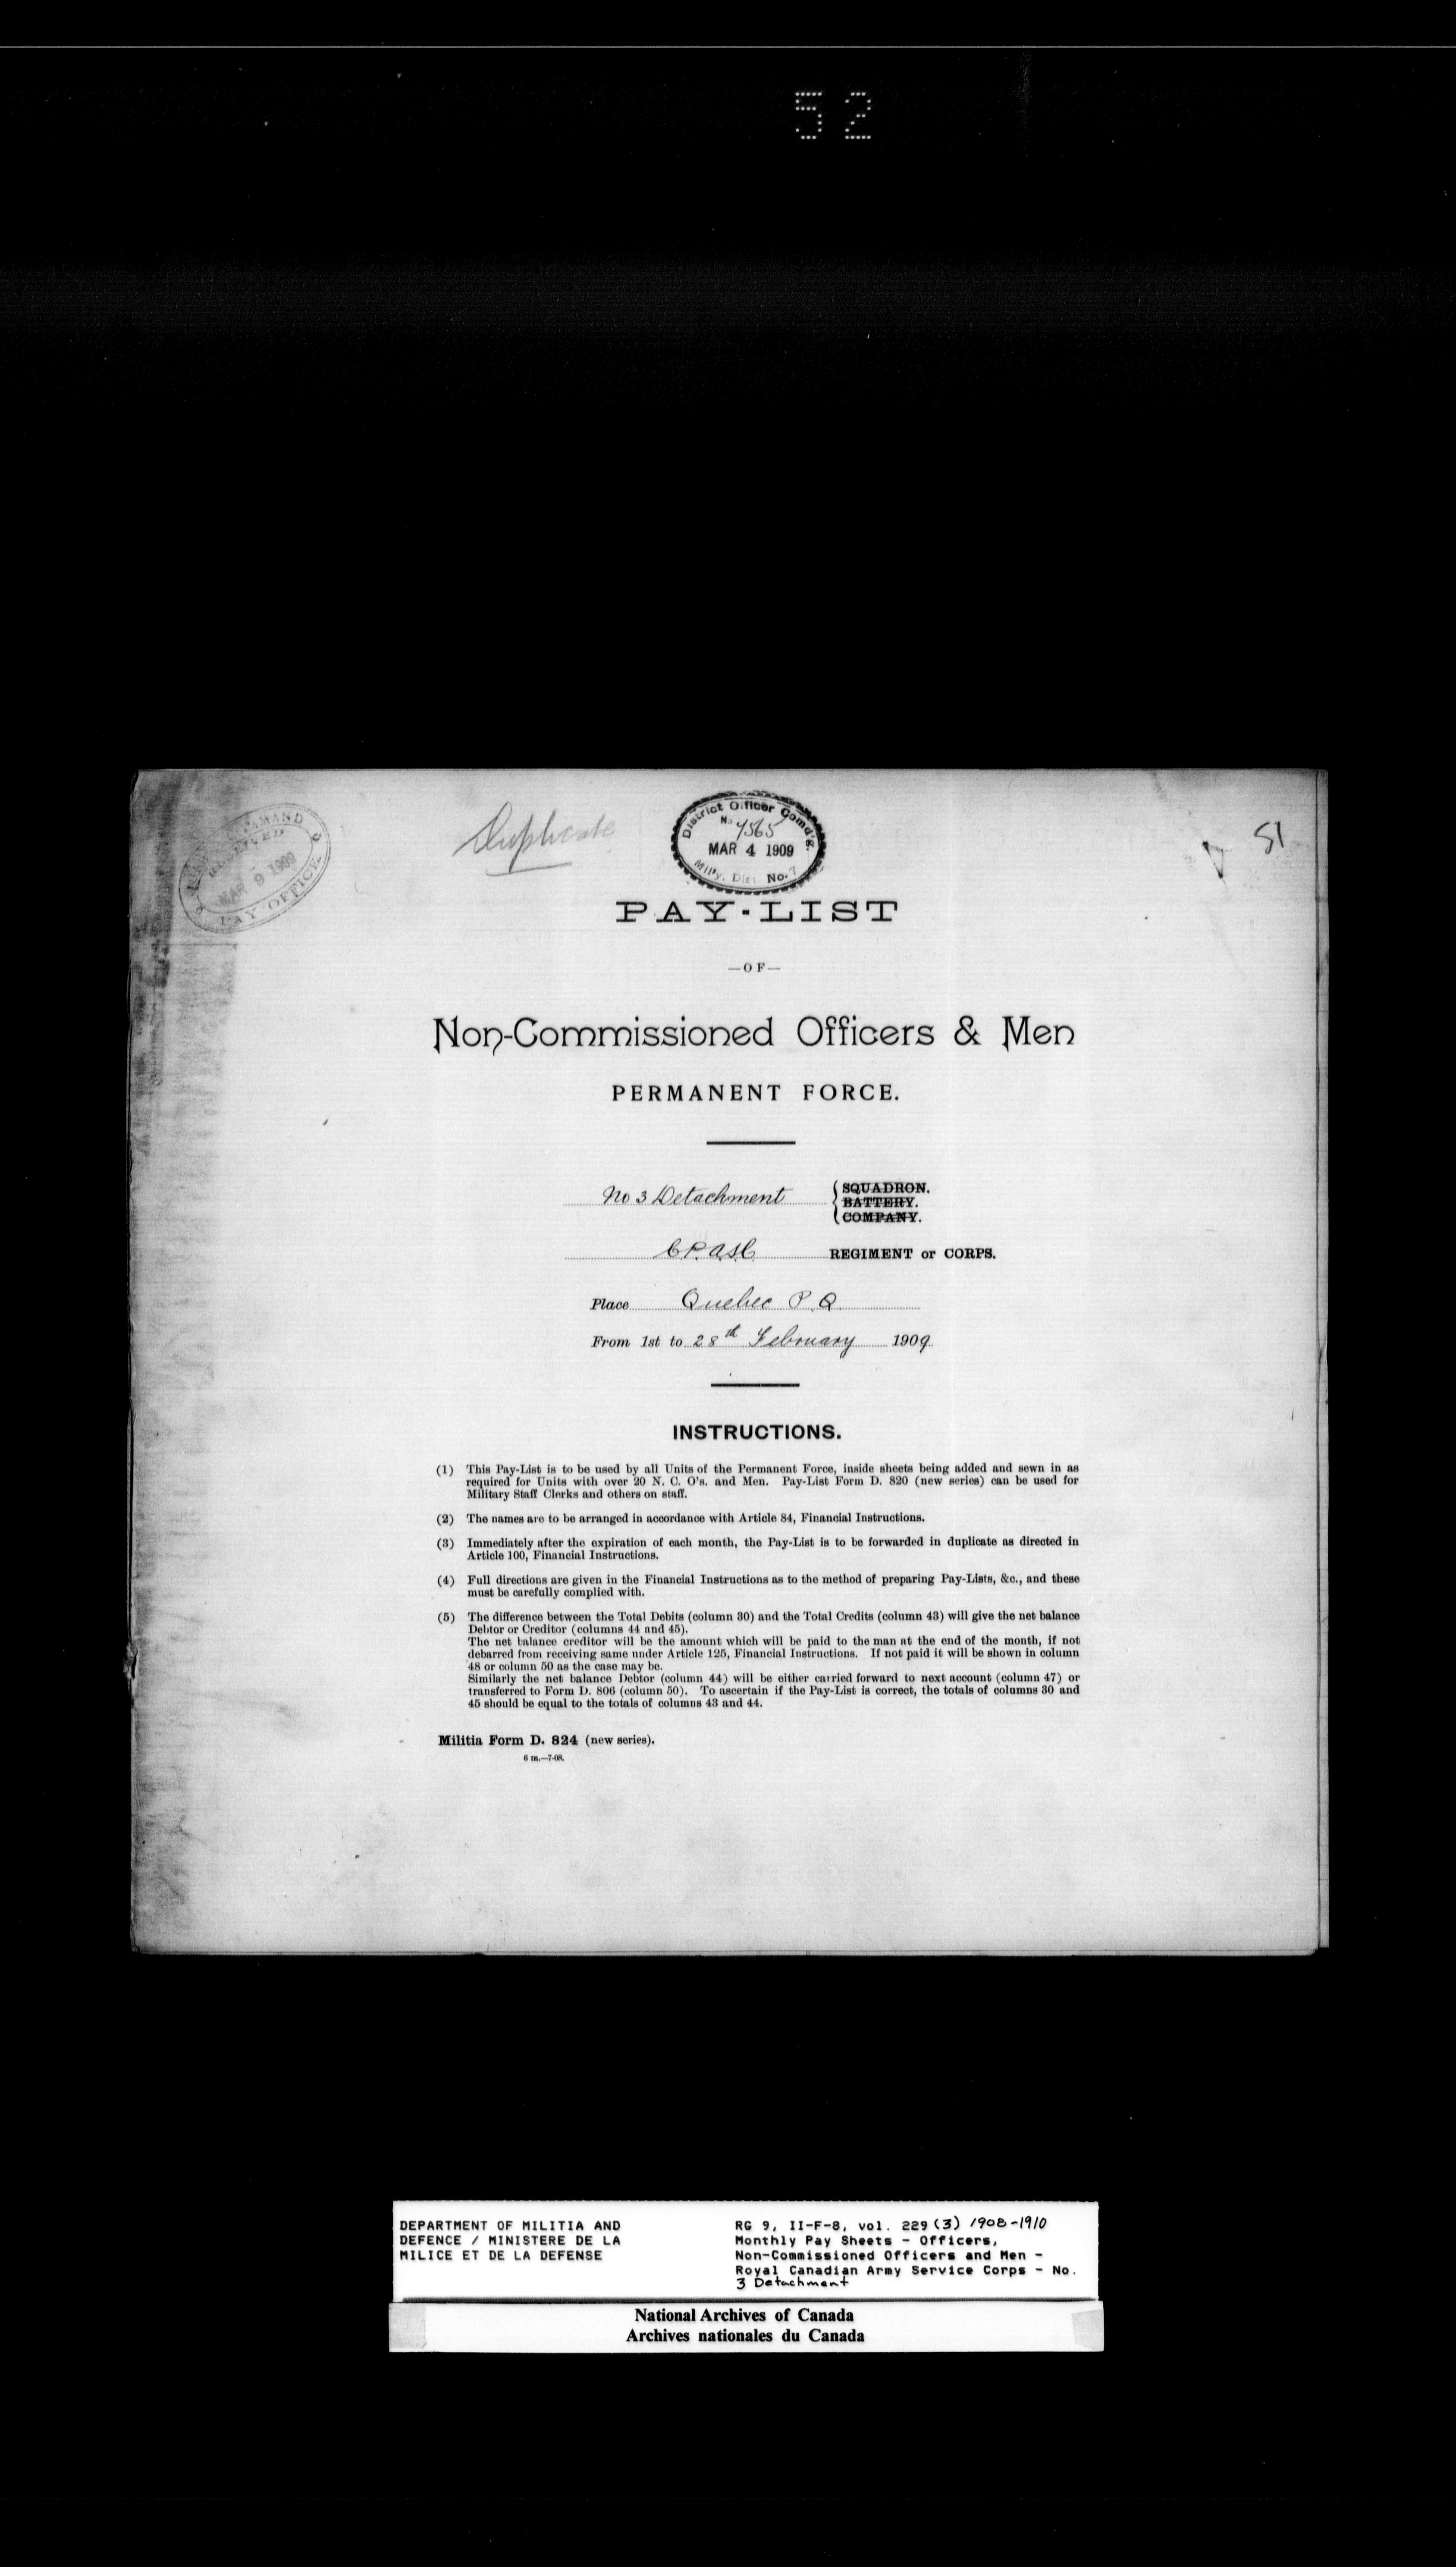 52
Duplicate
District Officer Comd'g.
No. 4565
MAR 4 1909
Mil'y. Dist. No. 7
51
COMMAND
RECEIVED
MAR 9 1909
PAY OFFICE
PAY-LIST
—OF—
Non-Commissioned Officers & Men
PERMANENT FORCE.
No 3 Detachment { SQUADRON.
BATTERY.
COMPANY.
CPASC REGIMENT or CORPS.
Place Quebec P.Q.
From 1st to 28th February 1909
INSTRUCTIONS.
(1) This Pay-List is to be used by all Units of the Permanent Force, inside sheets being added and sewn in as
required for Units with over 20 N. C. O's. and Men. Pay-List Form D. 820 (new series) can be used for
Military Staff Clerks and others on staff.
(2) The names are to be arranged in accordance with Article 84, Financial Instructions.
(3) Immediately after the expiration of each month, the Pay-List is to be forwarded in duplicate as directed in
Article 100, Financial Instructions.
(4) Full directions are given in the Financial Instructions as to the method of preparing Pay-Lists, &c., and these
must be carefully complied with.
(5) The difference between the Total Debits (column 30) and the Total Credits (column 43) will give the net balance
Debtor or Creditor (columns 44 and 45).
The net balance creditor will be the amount which will be paid to the man at the end of the month, if not
debarred from receiving same under Article 125, Financial Instructions. If not paid it will be shown in column
48 or column 50 as the case may be.
Similarly the net balance Debtor (column 44) will be either carried forward to next account (column 47) or
transferred to Form D. 806 (column 50). To ascertain if the Pay-List is correct, the totals of columns 30 and
45 should be equal to the totals of columns 43 and 44.
Militia Form D. 824 (new series).
6 m.—7-08.
DEPARTMENT OF MILITIA AND
DEFENCE / MINISTERE DE LA
MILICE ET DE LA DEFENSE
RG 9, II-F-8, vol. 229 (3) 1908-1910
Monthly Pay Sheets - Officers,
Non-Commissioned Officers and Men -
Royal Canadian Army Service Corps - No.
3 Detachment
National Archives of Canada
Archives nationales du Canada